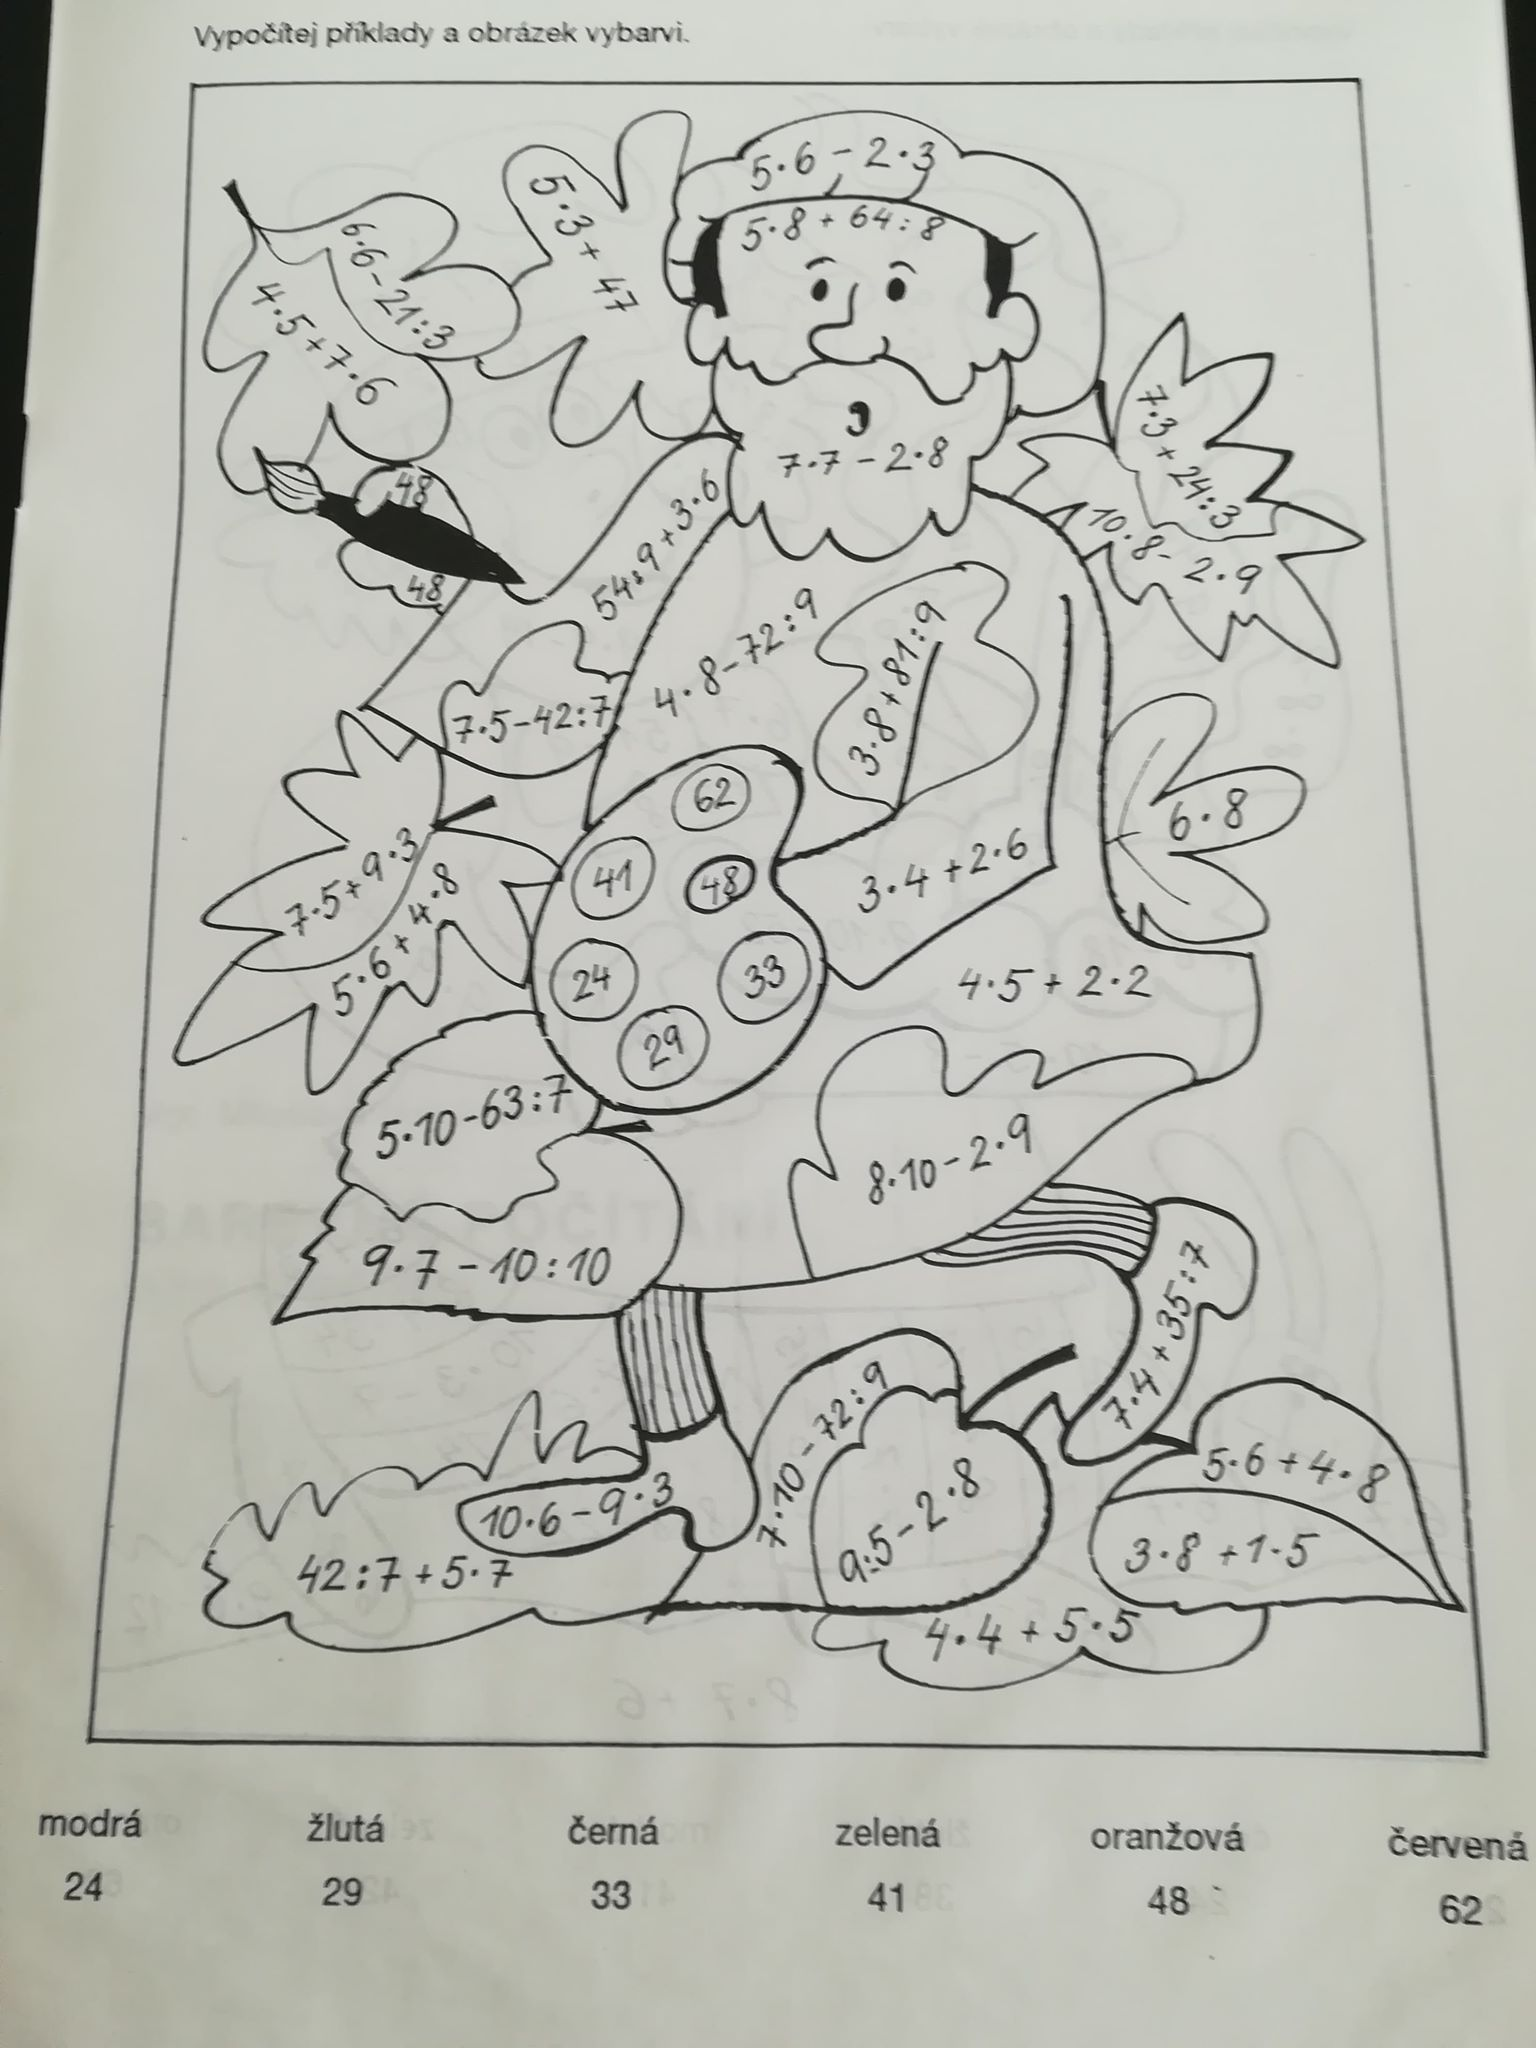 Vypočítej příklady a obrázek vybarvi.
5·6 - 2·3
5·8 + 64:8
5·3 + 47
6·6 - 21:3
4·5 + 7·6
7·7 - 2·8
7·3 + 24:3
10·8 - 2·9
48
48
54:9 + 3·6
4·8 - 72:9
3·8 + 81:9
7·5 - 42:7
62
41
48
24
33
29
6·8
3·4 + 2·6
7·5 + 9·3
5·6 + 4·8
4·5 + 2·2
5·10 - 63:7
8·10 - 2·9
9·7 - 10:10
7·4 + 35:7
7·10 - 72:9
5·6 + 4·8
10·6 - 9·3
9:5 - 2·8
3·8 + 1·5
42:7 + 5·7
4·4 + 5·5
modrá žlutá černá zelená oranžová červená
24 29 33 41 48 62